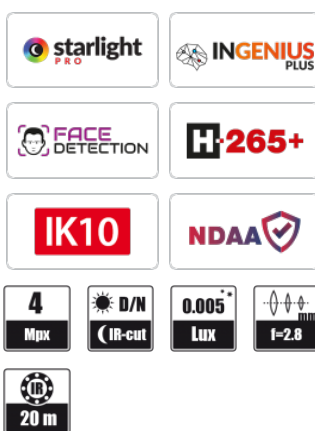 starlight
PRO
INGENIUS
PLUS
FACE
DETECTION
H·265+
IK10
NDAA
4
Mpx
D/N
IR-cut
0.005**
Lux
mm
f=2.8
IR
20 m